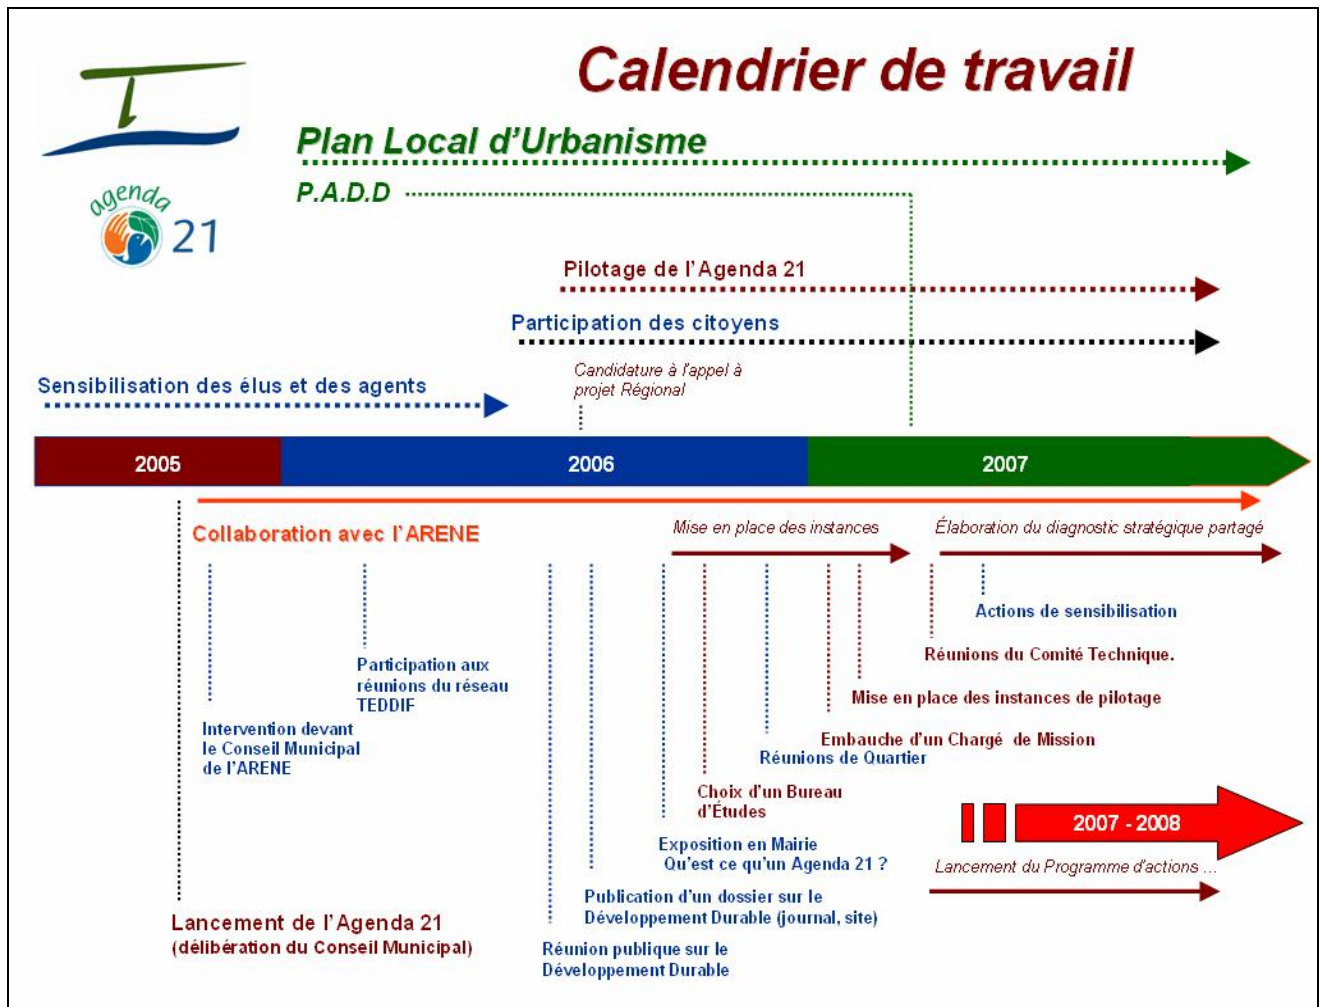 Calendrier de travail
Plan Local d'Urbanisme
P.A.D.D
agenda
21
Pilotage de l'Agenda 21
Participation des citoyens
Candidature à l'appel à
projet Régional
Sensibilisation des élus et des agents
2005
2006
2007
Collaboration avec l'ARENE
Mise en place des instances
Élaboration du diagnostic stratégique partagé
Actions de sensibilisation
Réunions du Comité Technique.
Participation aux
réunions du réseau
TEDDIF
Mise en place des instances de pilotage
Intervention devant
le Conseil Municipal
de l'ARENE
Embauche d'un Chargé de Mission
Réunions de Quartier
Choix d'un Bureau
d'Études
2007 - 2008
Exposition en Mairie
Qu'est ce qu'un Agenda 21 ?
Lancement du Programme d'actions ...
Publication d'un dossier sur le
Développement Durable (journal, site)
Lancement de l'Agenda 21
(délibération du Conseil Municipal)
Réunion publique sur le
Développement Durable